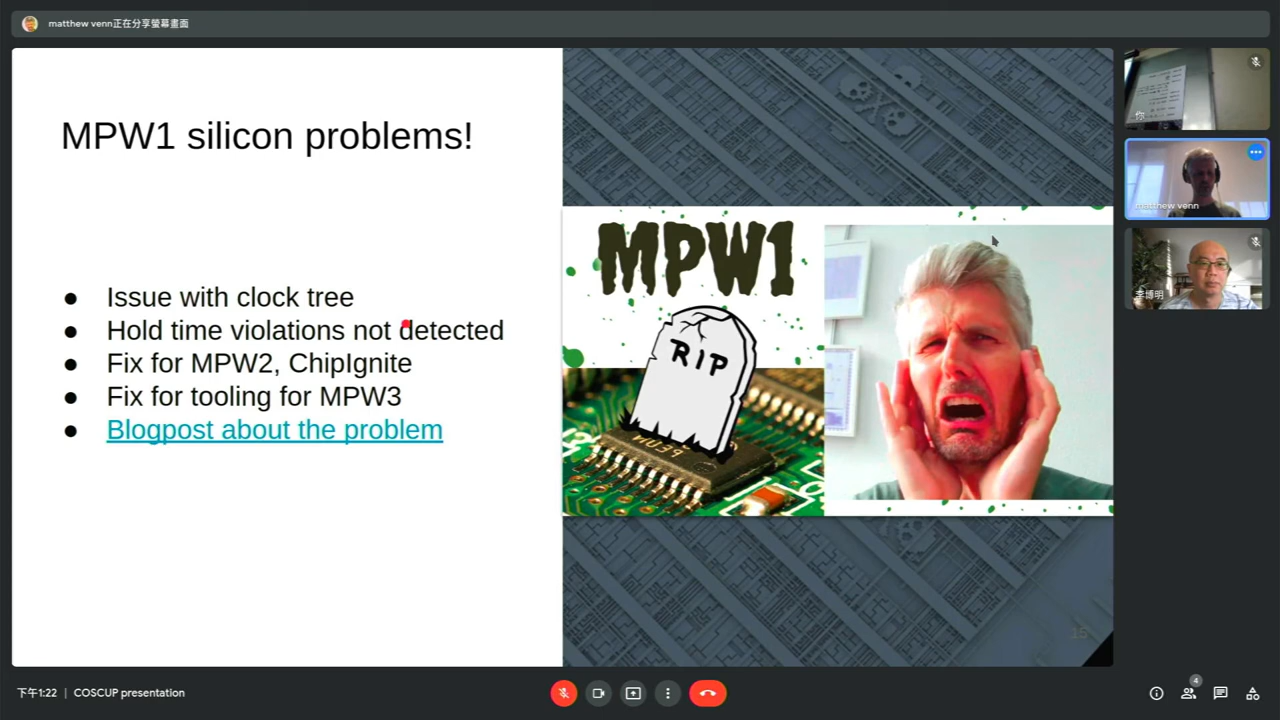 matthew venn正在分享螢幕畫面
MPW1 silicon problems!
● Issue with clock tree
● Hold time violations not detected
● Fix for MPW2, ChipIgnite
● Fix for tooling for MPW3
● Blogpost about the problem
MPW1
RIP
15
你
matthew venn
李博明
下午1:22 | COSCUP presentation
4